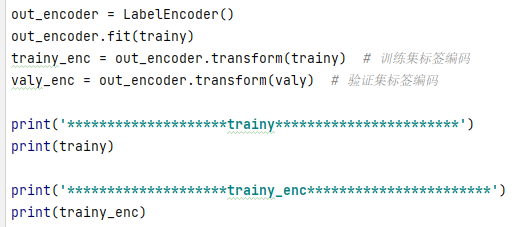 out_encoder = LabelEncoder()
out_encoder.fit(trainy)
trainy_enc = out_encoder.transform(trainy)  # 训练集标签编码
valy_enc = out_encoder.transform(valy)  # 验证集标签编码
print('********************trainy***********************')
print(trainy)
print('********************trainy_enc***********************')
print(trainy_enc)